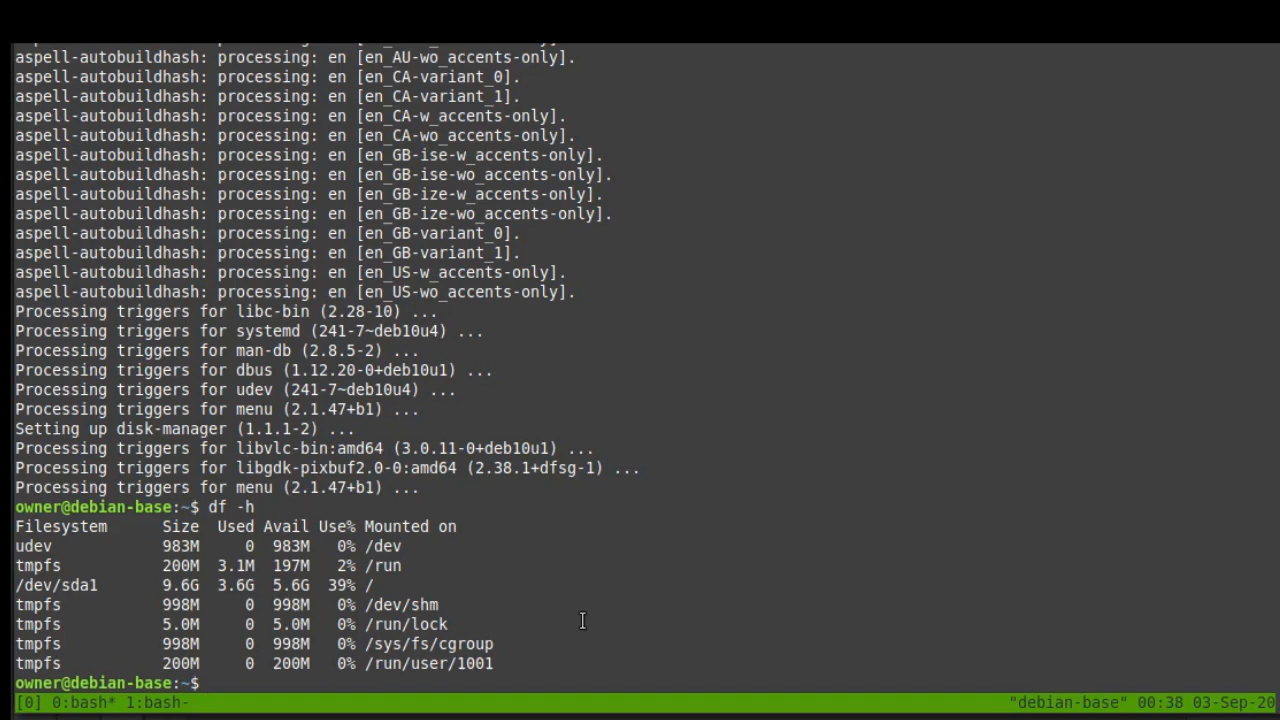 aspell-autobuildhash: processing: en [en_AU-wo_accents-only].
aspell-autobuildhash: processing: en [en_CA-variant_0].
aspell-autobuildhash: processing: en [en_CA-variant_1].
aspell-autobuildhash: processing: en [en_CA-w_accents-only].
aspell-autobuildhash: processing: en [en_CA-wo_accents-only].
aspell-autobuildhash: processing: en [en_GB-ise-w_accents-only].
aspell-autobuildhash: processing: en [en_GB-ise-wo_accents-only].
aspell-autobuildhash: processing: en [en_GB-ize-w_accents-only].
aspell-autobuildhash: processing: en [en_GB-ize-wo_accents-only].
aspell-autobuildhash: processing: en [en_GB-variant_0].
aspell-autobuildhash: processing: en [en_GB-variant_1].
aspell-autobuildhash: processing: en [en_US-w_accents-only].
aspell-autobuildhash: processing: en [en_US-wo_accents-only].
Processing triggers for libc-bin (2.28-10) ...
Processing triggers for systemd (241-7~deb10u4) ...
Processing triggers for man-db (2.8.5-2) ...
Processing triggers for dbus (1.12.20-0+deb10u1) ...
Processing triggers for udev (241-7~deb10u4) ...
Processing triggers for menu (2.1.47+b1) ...
Setting up disk-manager (1.1.1-2) ...
Processing triggers for libvlc-bin:amd64 (3.0.11-0+deb10u1) ...
Processing triggers for libgdk-pixbuf2.0-0:amd64 (2.38.1+dfsg-1) ...
Processing triggers for menu (2.1.47+b1) ...
owner@debian-base:~$ df -h
Filesystem      Size  Used Avail Use% Mounted on
udev            983M     0  983M   0% /dev
tmpfs           200M  3.1M  197M   2% /run
/dev/sda1       9.6G  3.6G  5.6G  39% /
tmpfs           998M     0  998M   0% /dev/shm
tmpfs           5.0M     0  5.0M   0% /run/lock
tmpfs           998M     0  998M   0% /sys/fs/cgroup
tmpfs           200M     0  200M   0% /run/user/1001
owner@debian-base:~$
[0] 0:bash* 1:bash- "debian-base" 00:38 03-Sep-20